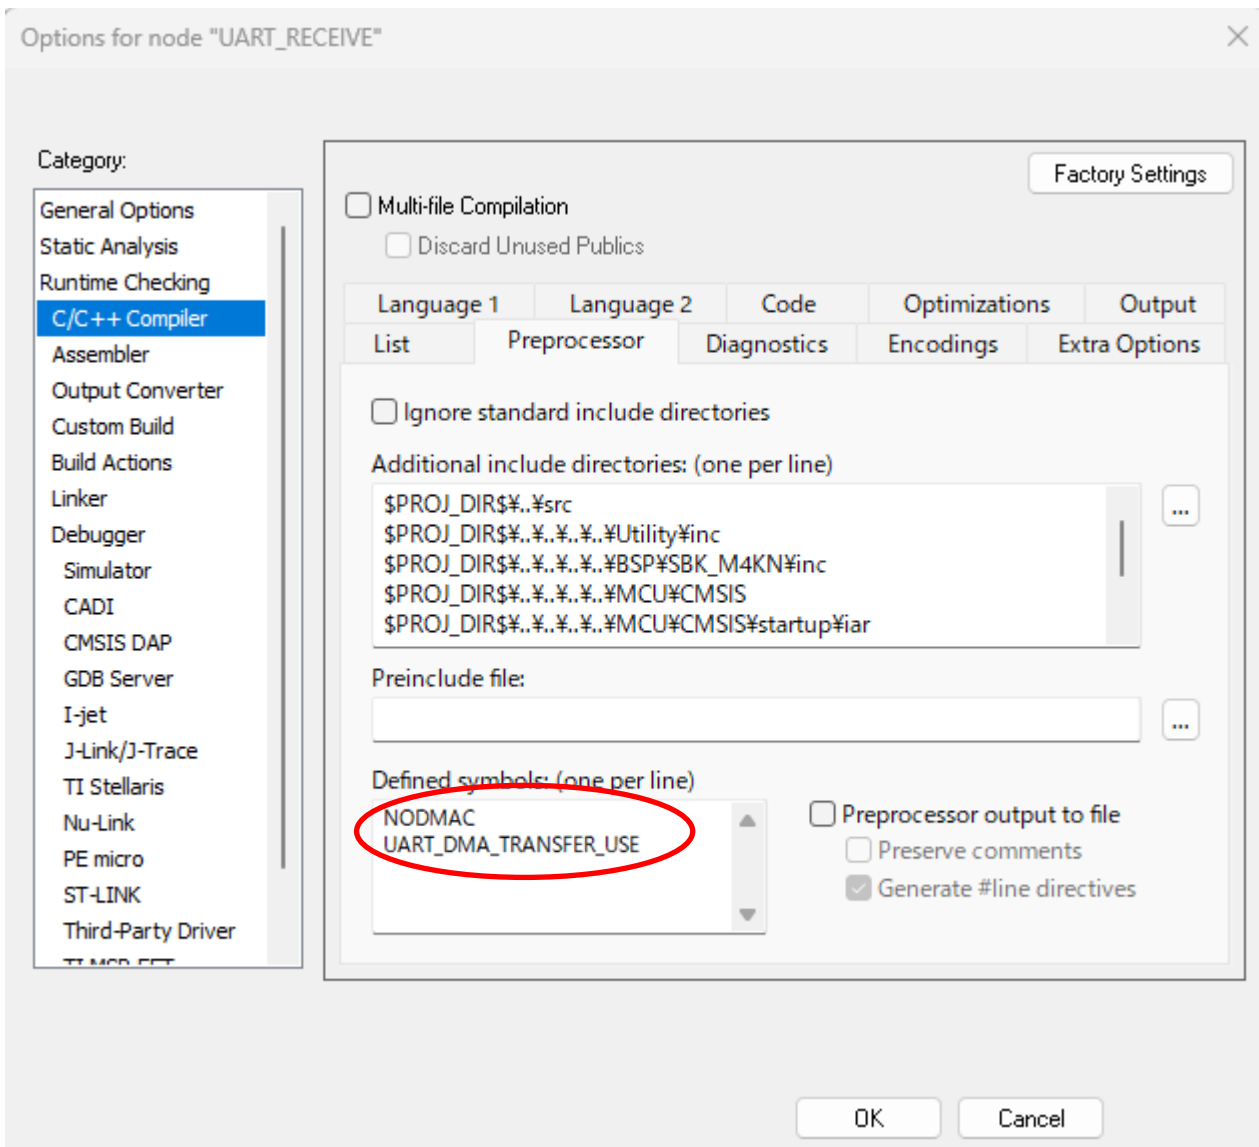 Options for node "UART_RECEIVE"
Category:
General Options
Static Analysis
Runtime Checking
C/C++ Compiler
Assembler
Output Converter
Custom Build
Build Actions
Linker
Debugger
Simulator
CADI
CMSIS DAP
GDB Server
I-jet
J-Link/J-Trace
TI Stellaris
Nu-Link
PE micro
ST-LINK
Third-Party Driver
Factory Settings
Multi-file Compilation
Discard Unused Publics
Language 1 Language 2 Code Optimizations Output
List Preprocessor Diagnostics Encodings Extra Options
Ignore standard include directories
Additional include directories: (one per line)
$PROJ_DIR$¥..¥src
$PROJ_DIR$¥..¥..¥..¥..¥Utility¥inc
$PROJ_DIR$¥..¥..¥..¥..¥BSP¥SBK_M4KN¥inc
$PROJ_DIR$¥..¥..¥..¥..¥MCU¥CMSIS
$PROJ_DIR$¥..¥..¥..¥..¥MCU¥CMSIS¥startup¥iar
...
Preinclude file:
...
Defined symbols: (one per line)
NODMAC
UART_DMA_TRANSFER_USE
Preprocessor output to file
Preserve comments
Generate #line directives
OK Cancel